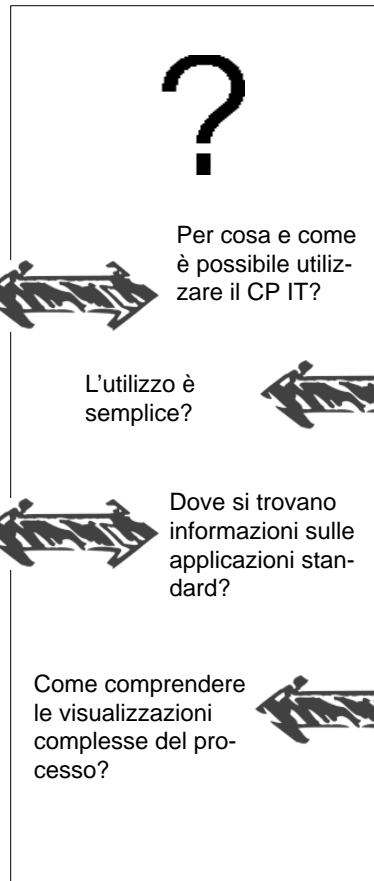 ?
Per cosa e come
è possibile utiliz-
zare il CP IT?
L'utilizzo è
semplice?
Dove si trovano
informazioni sulle
applicazioni stan-
dard?
Come comprendere
le visualizzazioni
complesse del pro-
cesso?